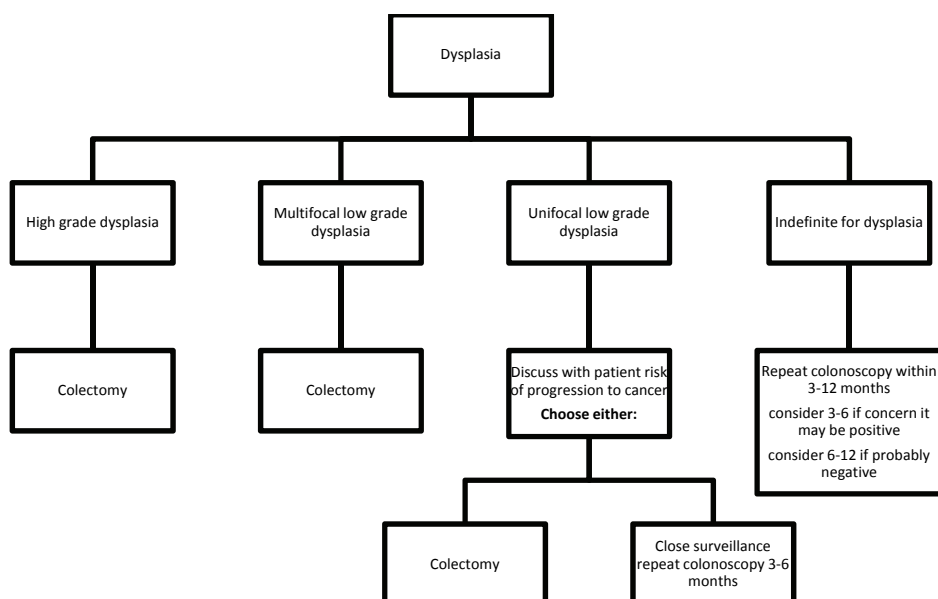 Dysplasia
High grade dysplasia
Multifocal low grade
dysplasia
Unifocal low grade
dysplasia
Indefinite for dysplasia
Colectomy
Colectomy
Discuss with patient risk
of progression to cancer
Choose either:
Repeat colonoscopy within
3-12 months
consider 3-6 if concern it
may be positive
consider 6-12 if probably
negative
Colectomy
Close surveillance
repeat colonoscopy 3-6
months